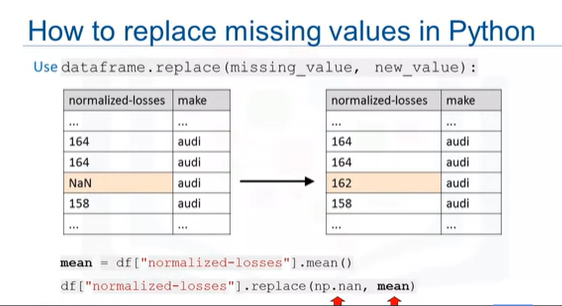 How to replace missing values in Python
Use dataframe.replace(missing_value, new_value):
normalized-losses make
... ...
164 audi
164 audi
NaN audi
158 audi
... ...
normalized-losses make
... ...
164 audi
164 audi
162 audi
158 audi
... ...
mean = df["normalized-losses"].mean()
df["normalized-losses"].replace(np.nan, mean)